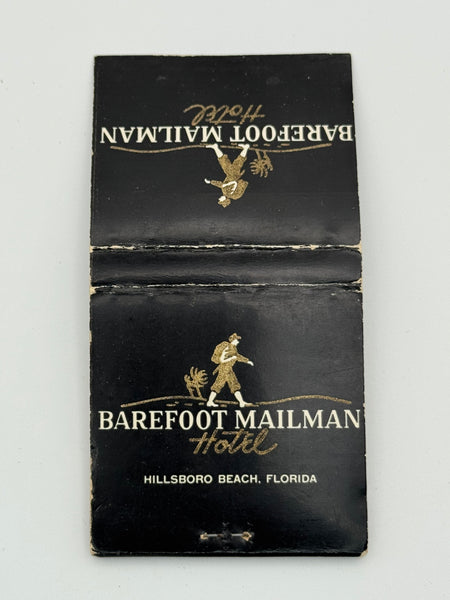 BAREFOOT MAILMAN
Hotel
BAREFOOT MAILMAN
Hotel
HILLSBORO BEACH, FLORIDA